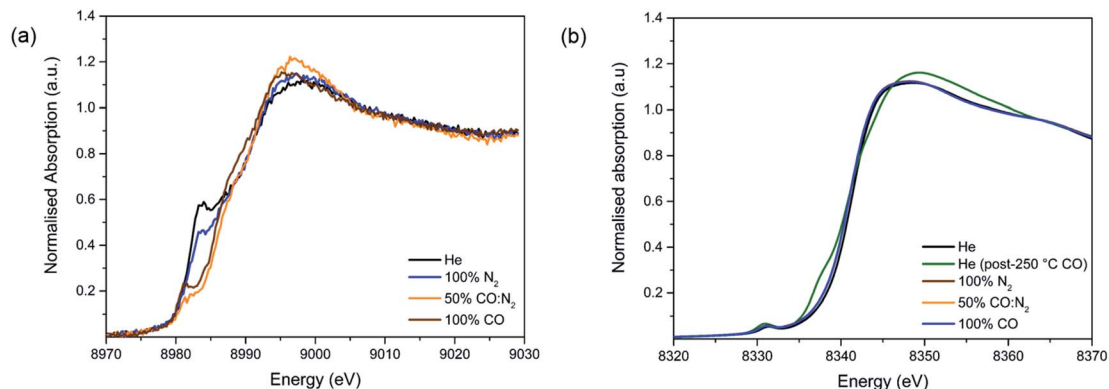 (a)
Normalised Absorption (a.u.)
1.4
1.2
1.0
0.8
0.6
0.4
0.2
He
100% N₂
50% CO:N₂
100% CO
8970 8980 8990 9000 9010 9020 9030
Energy (eV)
(b)
Normalised absorption (a.u)
1.4
1.2
1.0
0.8
0.6
0.4
0.2
He
He (post-250 °C CO)
100% N₂
50% CO:N₂
100% CO
8320 8330 8340 8350 8360 8370
Energy (eV)